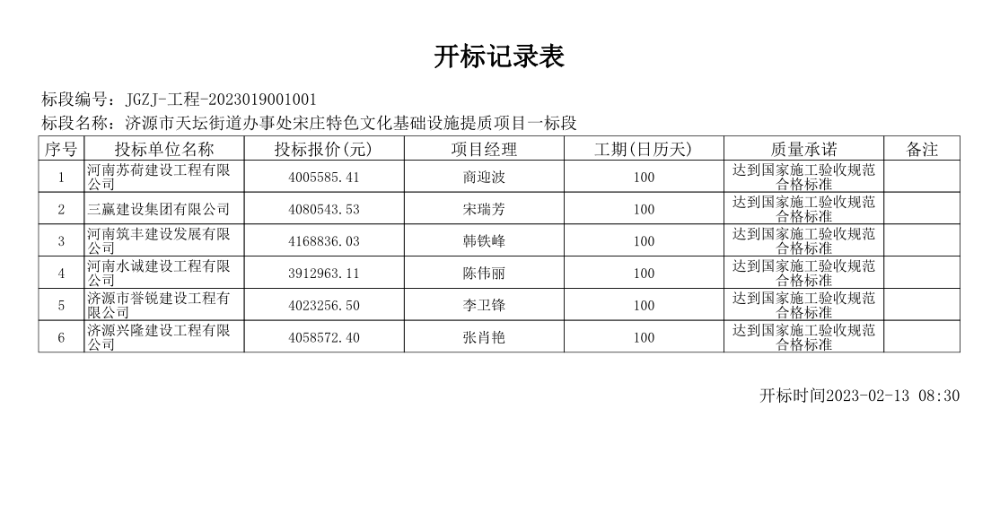 开标记录表
标段编号：JGZJ-工程-2023019001001
标段名称：济源市天坛街道办事处宋庄特色文化基础设施提质项目一标段
序号 投标单位名称 投标报价(元) 项目经理 工期(日历天) 质量承诺 备注
1 河南苏荷建设工程有限公司 4005585.41 商迎波 100 达到国家施工验收规范合格标准
2 三赢建设集团有限公司 4080543.53 宋瑞芳 100 达到国家施工验收规范合格标准
3 河南筑丰建设发展有限公司 4168836.03 韩铁峰 100 达到国家施工验收规范合格标准
4 河南水诚建设工程有限公司 3912963.11 陈伟丽 100 达到国家施工验收规范合格标准
5 济源市誉锐建设工程有限公司 4023256.50 李卫锋 100 达到国家施工验收规范合格标准
6 济源兴隆建设工程有限公司 4058572.40 张肖艳 100 达到国家施工验收规范合格标准
开标时间2023-02-13 08:30